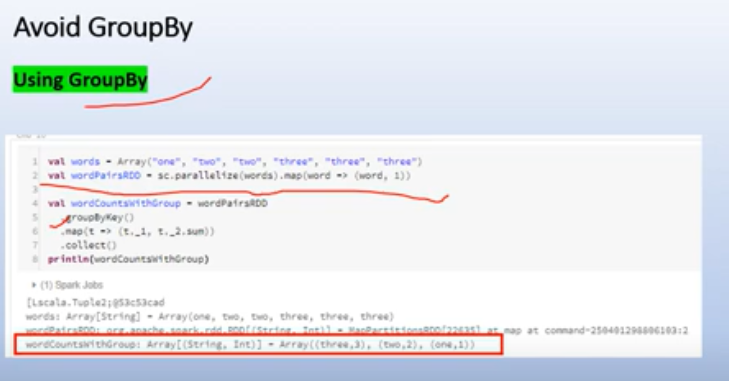 Avoid GroupBy
Using GroupBy
1 val words = Array("one", "two", "two", "three", "three", "three")
2 val wordPairsRDD = sc.parallelize(words).map(word => (word, 1))
3
4 val wordCountsWithGroup = wordPairsRDD
5 .groupByKey()
6 .map(t => (t._1, t._2.sum))
7 .collect()
8 println(wordCountsWithGroup)
(1) Spark Jobs
[Lscala.Tuple2;@53c53cad
words: Array[String] = Array(one, two, two, three, three, three)
wordPairsRDD: org.apache.spark.rdd.RDD[(String, Int)] = MapPartitionsRDD[22635] at map at command-250401298806103:2
wordCountsWithGroup: Array[(String, Int)] = Array((three,3), (two,2), (one,1))